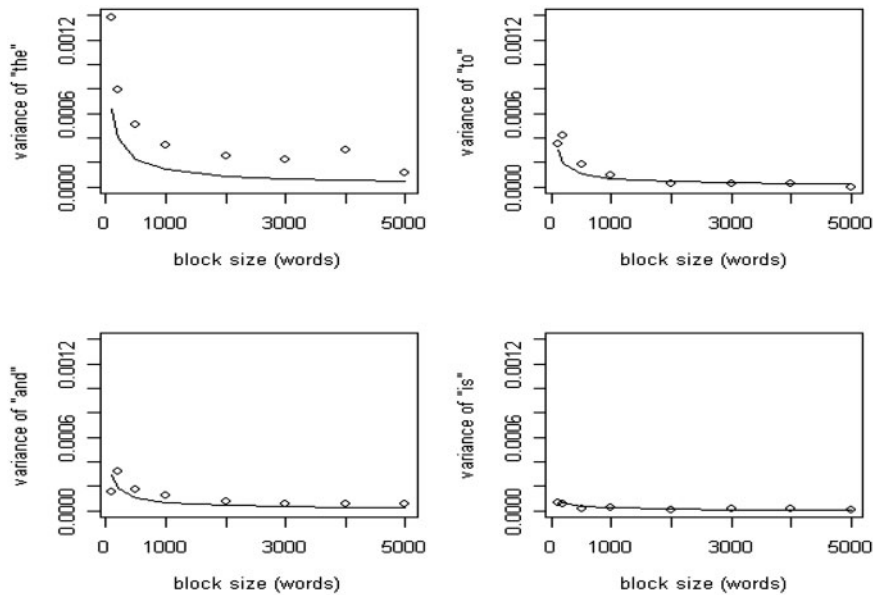 variance of "the"
0.0000 0.0006 0.0012
0 1000 3000 5000
block size (words)
variance of "to"
0.0000 0.0006 0.0012
0 1000 3000 5000
block size (words)
variance of "and"
0.0000 0.0006 0.0012
0 1000 3000 5000
block size (words)
variance of "is"
0.0000 0.0006 0.0012
0 1000 3000 5000
block size (words)